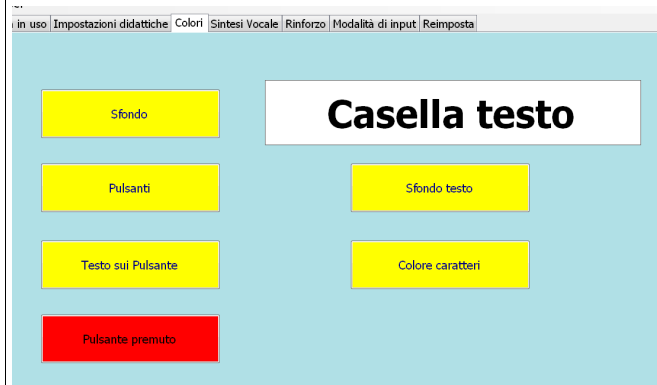 in uso Impostazioni didattiche Colori Sintesi Vocale Rinforzo Modalità di input Reimposta
Sfondo
Casella testo
Pulsanti
Sfondo testo
Testo sui Pulsante
Colore caratteri
Pulsante premuto